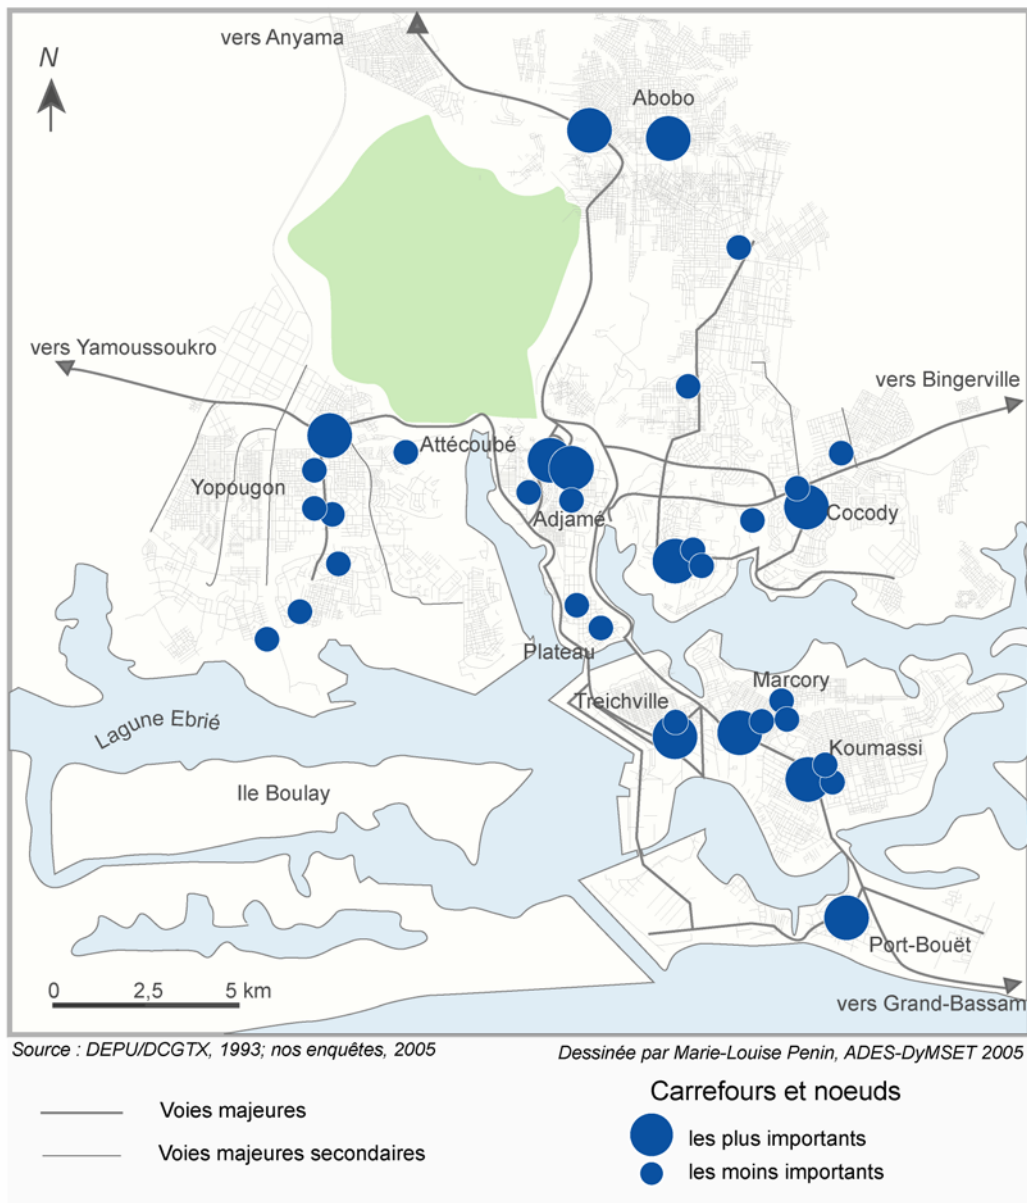 vers Anyama
N
Abobo
vers Yamoussoukro
vers Bingerville
Attécoubé
Yopougon
Adjamé
Cocody
Plateau
Marcory
Treichville
Lagune Ebrié
Koumassi
Ile Boulay
Port-Bouët
0 2,5 5 km
vers Grand-Bassam
Source : DEPU/DCGTX, 1993; nos enquêtes, 2005
Dessinée par Marie-Louise Penin, ADES-DyMSET 2005
Voies majeures
Voies majeures secondaires
Carrefours et noeuds
les plus importants
les moins importants